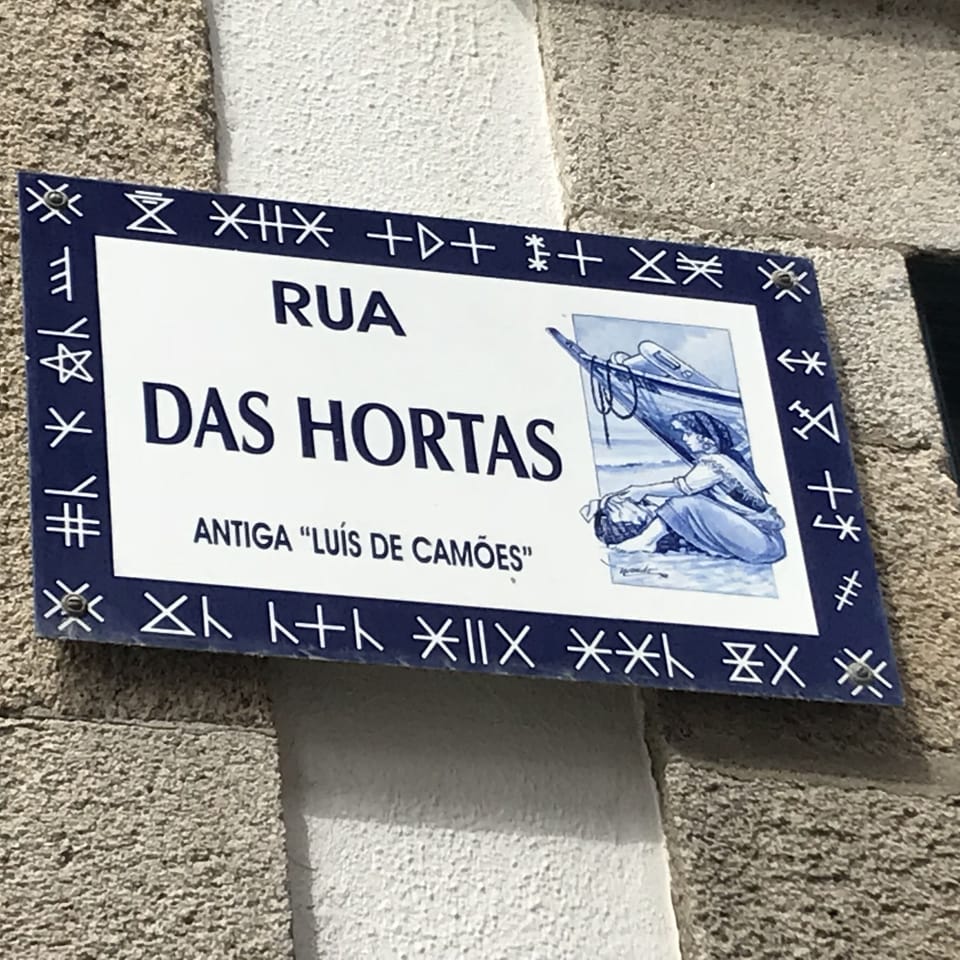 RUA
DAS HORTAS
ANTIGA “LUÍS DE CAMÕES”